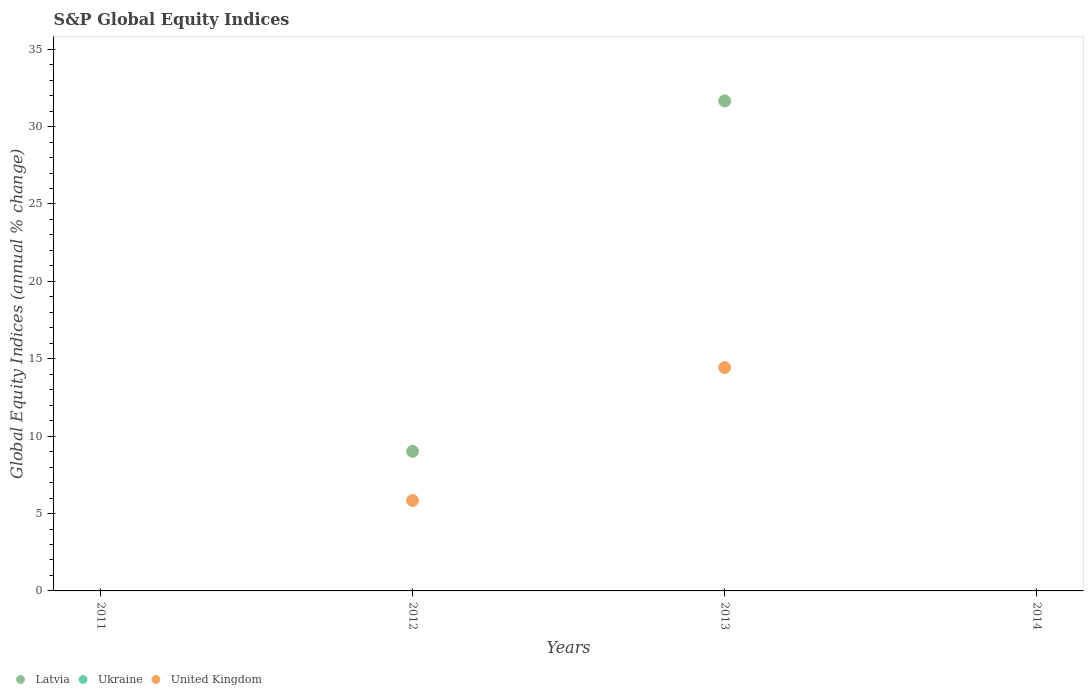 S&P Global Equity Indices
Global Equity Indices (annual % change)
35
30
25
20
15
10
5
0
2011
2012
2013
2014
Years
Latvia
Ukraine
United Kingdom